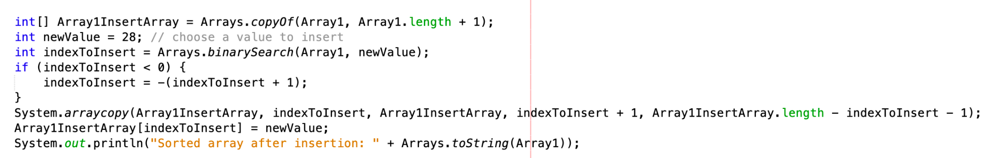 int[] Array1InsertArray = Arrays.copyOf(Array1, Array1.length + 1);
int newValue = 28; // choose a value to insert
int indexToInsert = Arrays.binarySearch(Array1, newValue);
if (indexToInsert < 0) {
    indexToInsert = -(indexToInsert + 1);
}
System.arraycopy(Array1InsertArray, indexToInsert, Array1InsertArray, indexToInsert + 1, Array1InsertArray.length - indexToInsert - 1);
Array1InsertArray[indexToInsert] = newValue;
System.out.println("Sorted array after insertion: " + Arrays.toString(Array1));